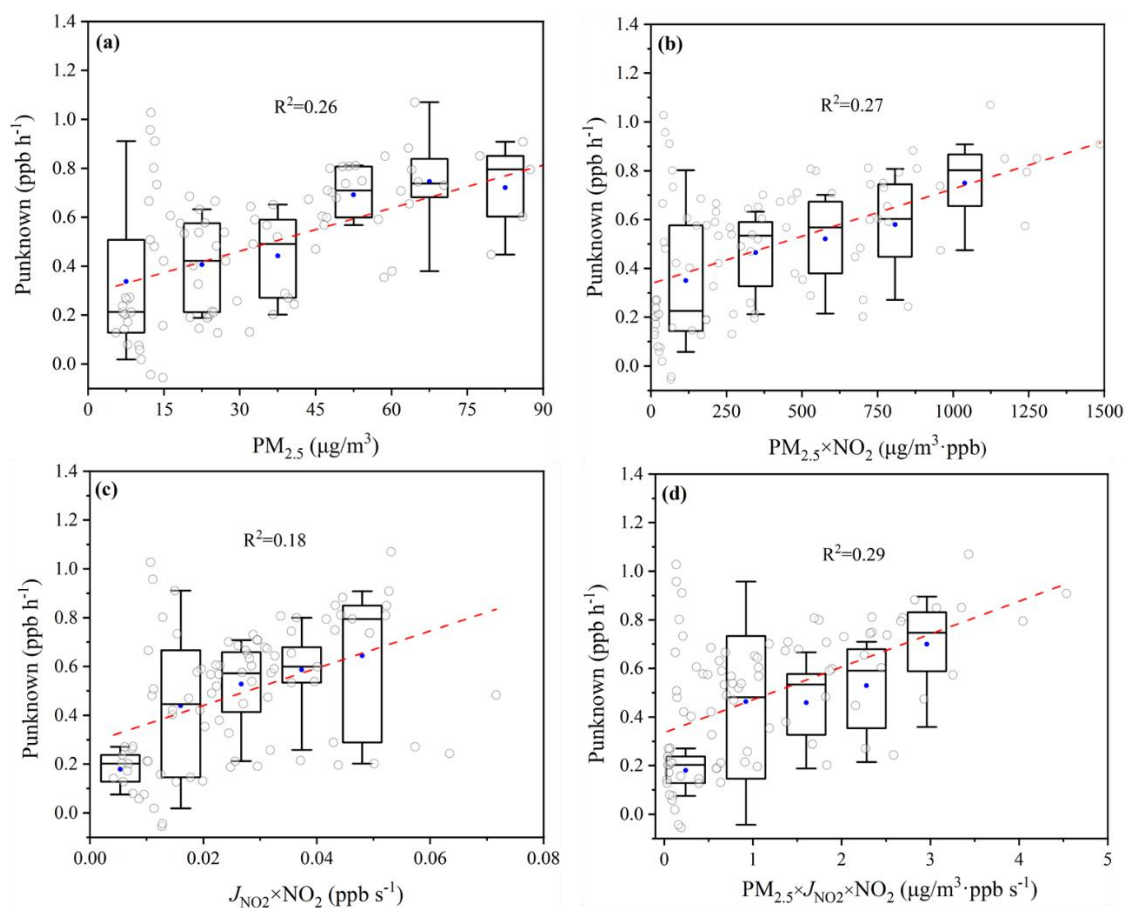 (a)
R²=0.26
Punknown (ppb h⁻¹)
1.4
1.2
1.0
0.8
0.6
0.4
0.2
0.0
0 15 30 45 60 75 90
PM₂.₅ (μg/m³)
(b)
R²=0.27
Punknown (ppb h⁻¹)
1.4
1.2
1.0
0.8
0.6
0.4
0.2
0.0
0 250 500 750 1000 1250 1500
PM₂.₅×NO₂ (μg/m³·ppb)
(c)
R²=0.18
Punknown (ppb h⁻¹)
1.4
1.2
1.0
0.8
0.6
0.4
0.2
0.0
0.00 0.02 0.04 0.06 0.08
J_NO2×NO₂ (ppb s⁻¹)
(d)
R²=0.29
Punknown (ppb h⁻¹)
1.4
1.2
1.0
0.8
0.6
0.4
0.2
0.0
0 1 2 3 4 5
PM₂.₅×J_NO2×NO₂ (μg/m³·ppb s⁻¹)